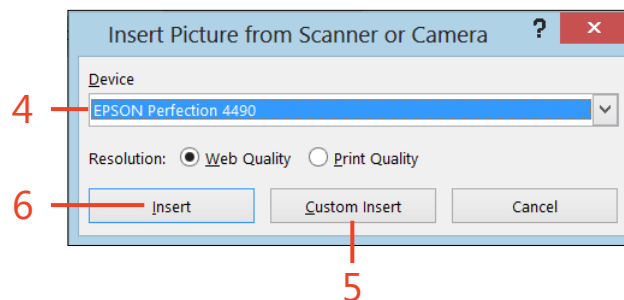 Insert Picture from Scanner or Camera ? x
Device
4
EPSON Perfection 4490
Resolution: Web Quality Print Quality
6
Insert Custom Insert Cancel
5